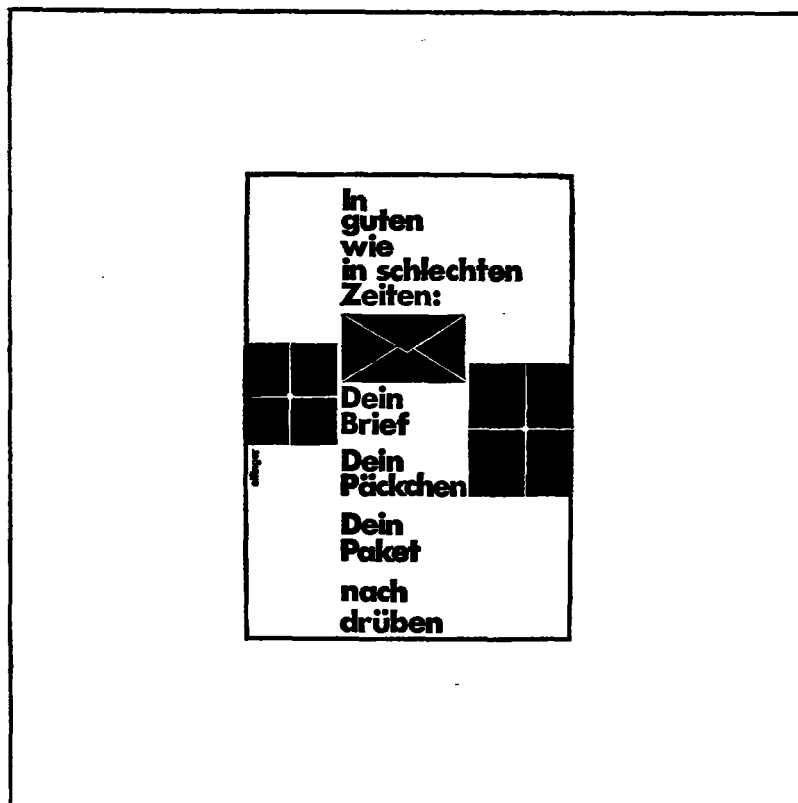 In
guten
wie
in schlechten
Zeiten:
Dein
Brief
Dein
Päckchen
Dein
Paket
nach
drüben